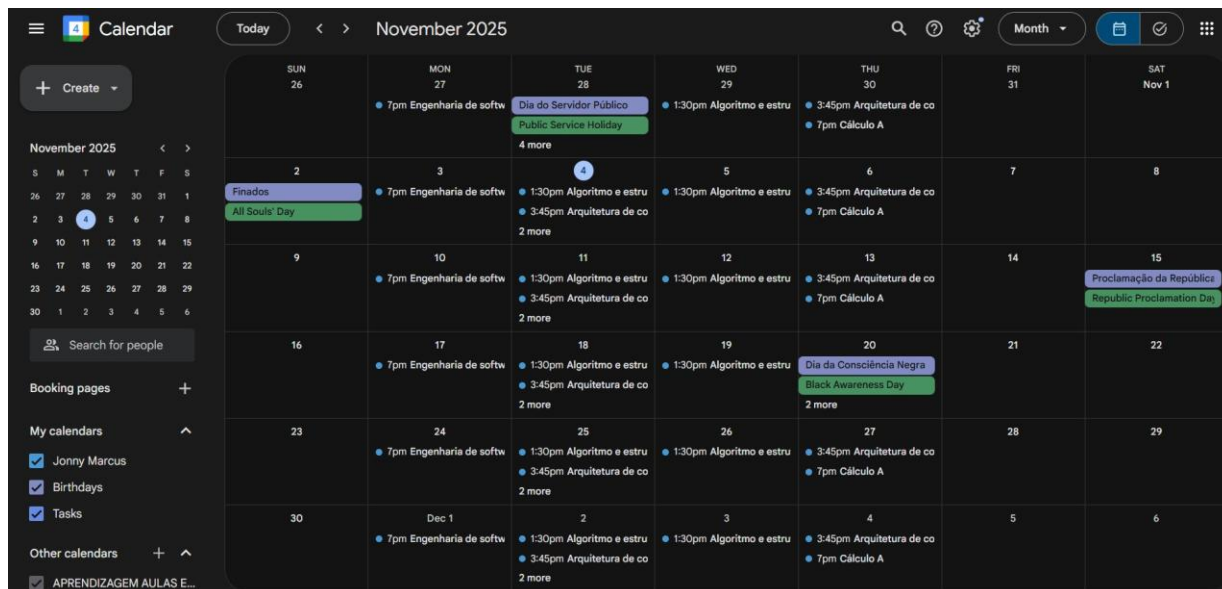 4 Calendar Today November 2025 Month
Create
November 2025
S M T W T F S
26 27 28 29 30 31 1
2 3 4 5 6 7 8
9 10 11 12 13 14 15
16 17 18 19 20 21 22
23 24 25 26 27 28 29
30 1 2 3 4 5 6
Search for people
Booking pages
My calendars
Jonny Marcus
Birthdays
Tasks
Other calendars
APRENDIZAGEM AULAS E...
SUN MON TUE WED THU FRI SAT
26 27 28 29 30 31 Nov 1
7pm Engenharia de softw Dia do Servidor Público 1:30pm Algoritmo e estru 3:45pm Arquitetura de co
Public Service Holiday 7pm Cálculo A
4 more
2 3 4 5 6 7 8
Finados 7pm Engenharia de softw 1:30pm Algoritmo e estru 1:30pm Algoritmo e estru 3:45pm Arquitetura de co
All Souls' Day 3:45pm Arquitetura de co 7pm Cálculo A
2 more
9 10 11 12 13 14 15
7pm Engenharia de softw 1:30pm Algoritmo e estru 1:30pm Algoritmo e estru 3:45pm Arquitetura de co Proclamação da República
3:45pm Arquitetura de co 7pm Cálculo A Republic Proclamation Day
2 more
16 17 18 19 20 21 22
7pm Engenharia de softw 1:30pm Algoritmo e estru 1:30pm Algoritmo e estru Dia da Consciência Negra
3:45pm Arquitetura de co Black Awareness Day
2 more 2 more
23 24 25 26 27 28 29
7pm Engenharia de softw 1:30pm Algoritmo e estru 1:30pm Algoritmo e estru 3:45pm Arquitetura de co
3:45pm Arquitetura de co 7pm Cálculo A
2 more
30 Dec 1 2 3 4 5 6
7pm Engenharia de softw 1:30pm Algoritmo e estru 1:30pm Algoritmo e estru 3:45pm Arquitetura de co
3:45pm Arquitetura de co 7pm Cálculo A
2 more